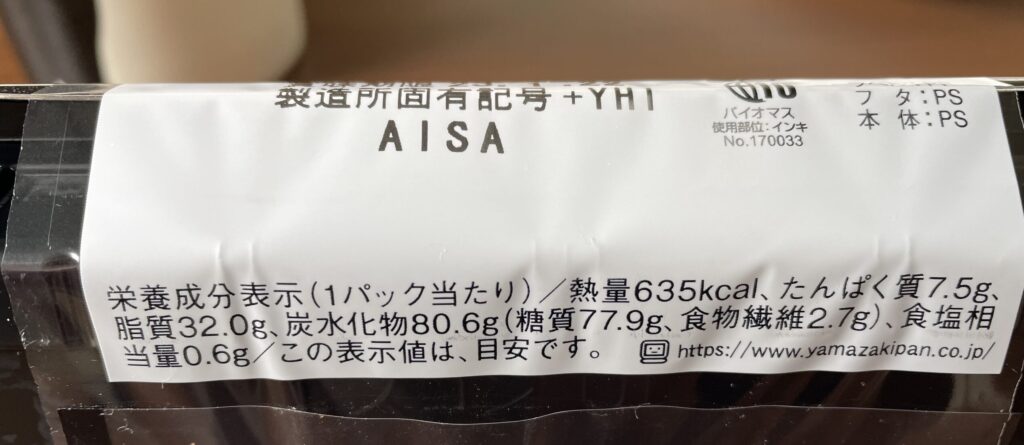 製造所固有記号+YHI
AISA
バイオマス
使用部位:インキ
No.170033
フタ:PS
本 体:PS
栄養成分表示(1パック当たり)/熱量635kcal、たんぱく質7.5g、
脂質32.0g、炭水化物80.6g(糖質77.9g、食物繊維2.7g)、食塩相
当量0.6g/この表示値は、目安です。 https://www.yamazakipan.co.jp/